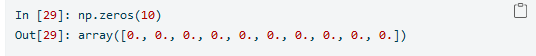 In [29]: np.zeros(10)
Out[29]: array([0., 0., 0., 0., 0., 0., 0., 0., 0., 0.])